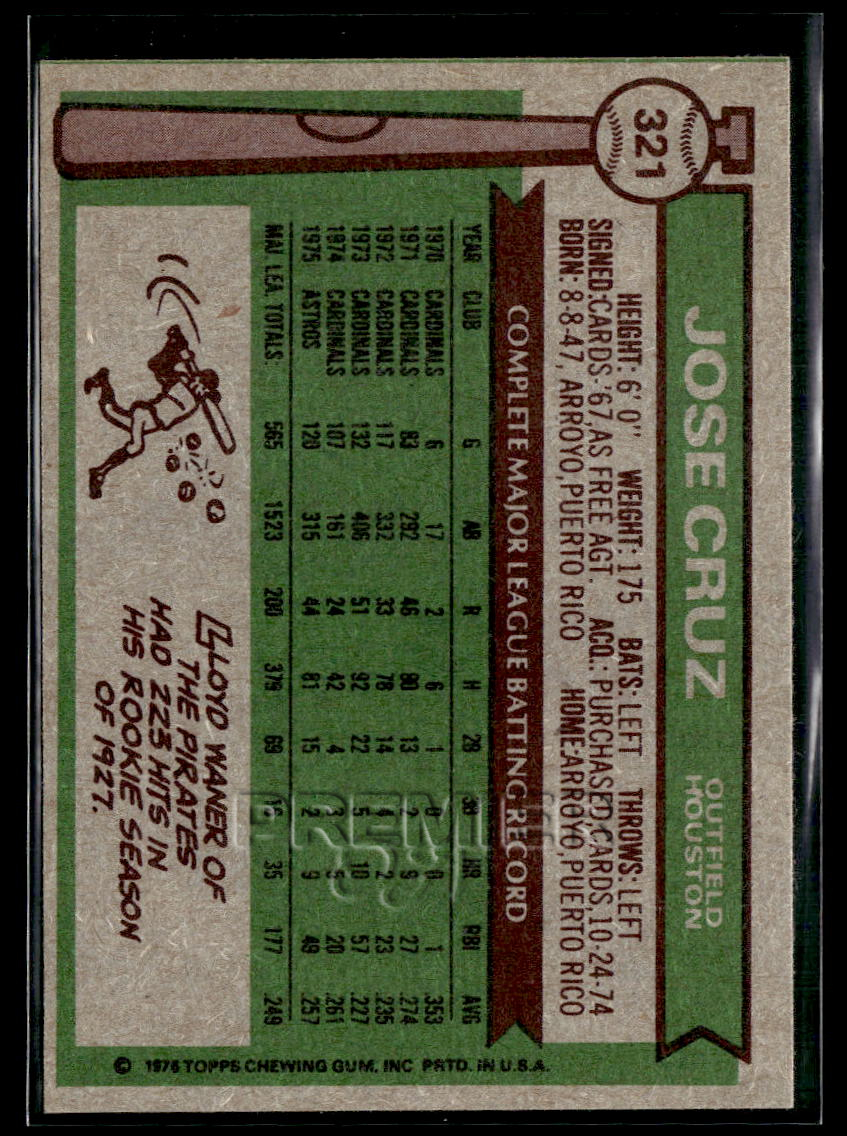 321
JOSE CRUZ
OUTFIELD
HOUSTON
HEIGHT: 6' 0" WEIGHT: 175 BATS: LEFT THROWS: LEFT
SIGNED: CARDS-'67, AS FREE AGT. ACQ.: PURCHASED, CARDS, 10-24-74
BORN: 8-8-47, ARROYO, PUERTO RICO HOME: ARROYO, PUERTO RICO
COMPLETE MAJOR LEAGUE BATTING RECORD
YEAR CLUB G AB R H 2B 3B HR RBI AVG
1970 CARDINALS 6 17 2 6 1 0 0 1 .353
1971 CARDINALS 83 292 46 80 13 2 9 27 .274
1972 CARDINALS 117 332 33 78 14 4 2 23 .235
1973 CARDINALS 132 406 51 92 22 5 10 57 .227
1974 CARDINALS 107 161 24 42 4 3 5 20 .261
1975 ASTROS 120 315 44 81 15 2 9 49 .257
MAJ. LEA. TOTALS: 565 1523 200 379 69 16 35 177 .249
LLOYD WANER OF
THE PIRATES
HAD 223 HITS IN
HIS ROOKIE SEASON
OF 1927.
© 1976 TOPPS CHEWING GUM, INC PRTD. IN U.S.A.